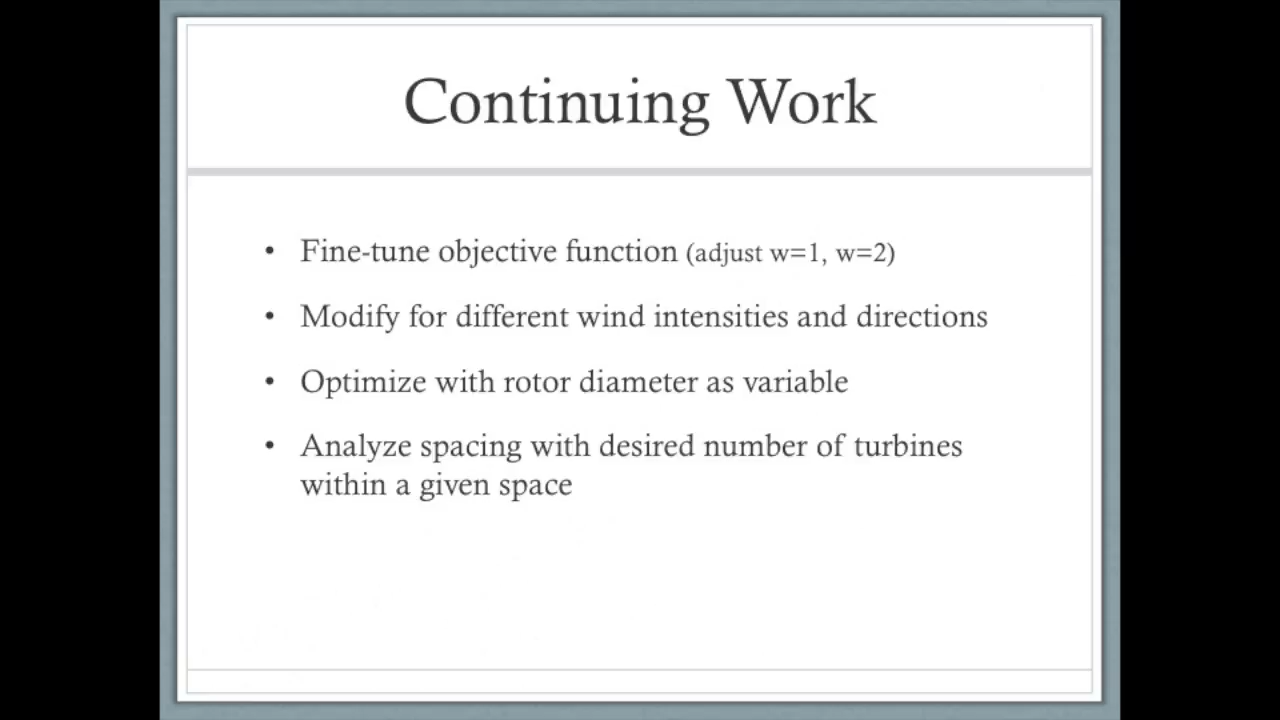 Continuing Work
• Fine-tune objective function (adjust w=1, w=2)
• Modify for different wind intensities and directions
• Optimize with rotor diameter as variable
• Analyze spacing with desired number of turbines
within a given space